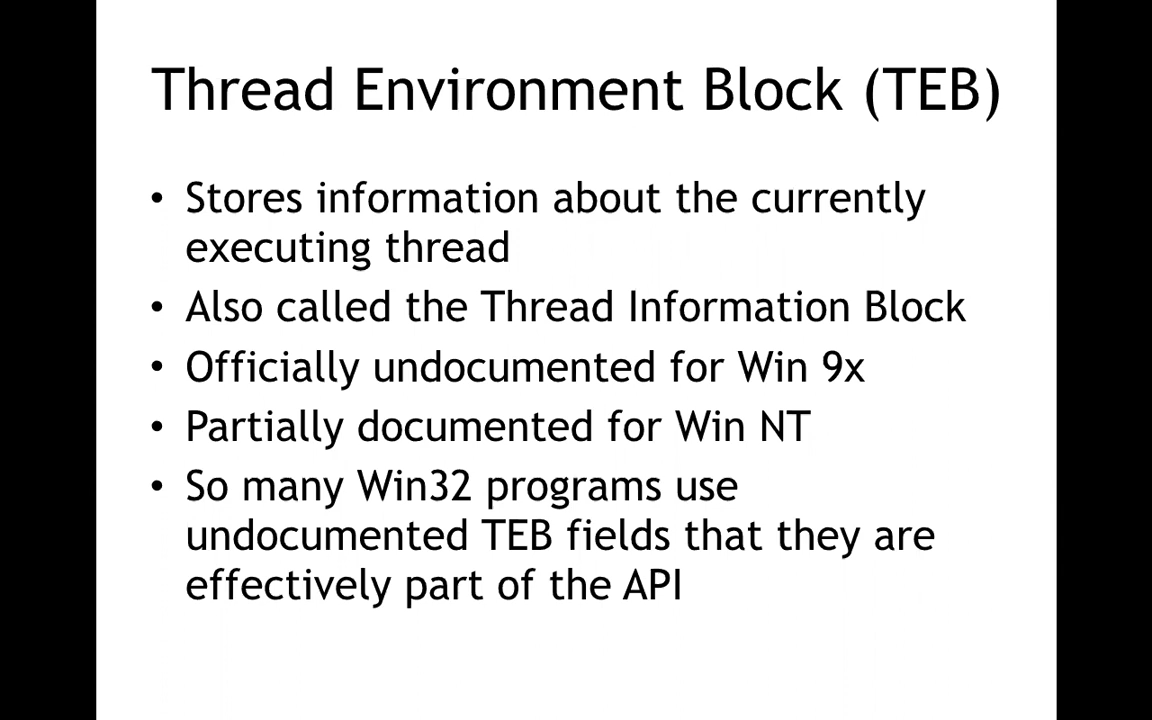 Thread Environment Block (TEB)
• Stores information about the currently
executing thread
• Also called the Thread Information Block
• Officially undocumented for Win 9x
• Partially documented for Win NT
• So many Win32 programs use
undocumented TEB fields that they are
effectively part of the API